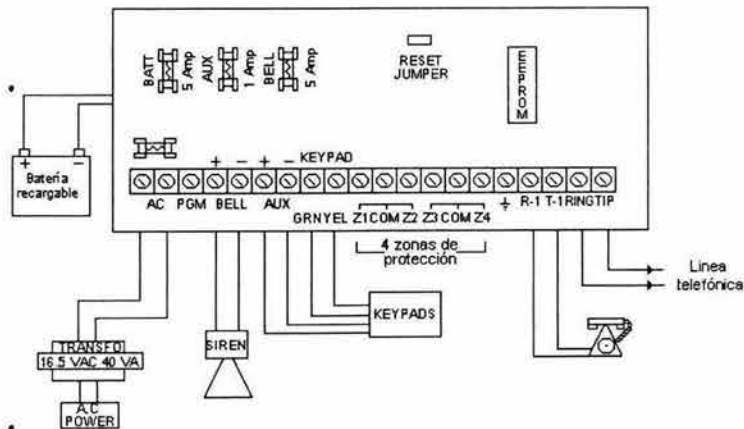 BATT
5 Amp
AUX
1 Amp
BELL
5 Amp
RESET
JUMPER
EEPROM
+ −
Batería
recargable
+ − + − KEYPAD
AC PGM BELL AUX R-1 T-1 RING TIP
GRN YEL Z1 COM Z2 Z3 COM Z4
4 zonas de
protección
Linea
telefónica
KEYPADS
SIREN
TRANSFO
16.5 VAC 40 VA
A.C
POWER